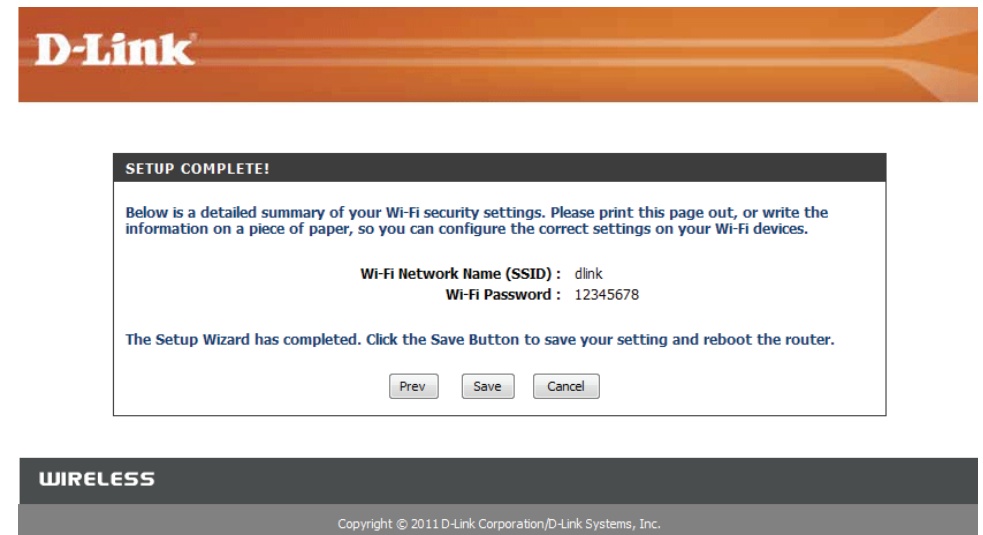 D-Link
SETUP COMPLETE!
Below is a detailed summary of your Wi-Fi security settings. Please print this page out, or write the
information on a piece of paper, so you can configure the correct settings on your Wi-Fi devices.
Wi-Fi Network Name (SSID) : dlink
Wi-Fi Password : 12345678
The Setup Wizard has completed. Click the Save Button to save your setting and reboot the router.
Prev Save Cancel
WIRELESS
Copyright © 2011 D-Link Corporation/D-Link Systems, Inc.